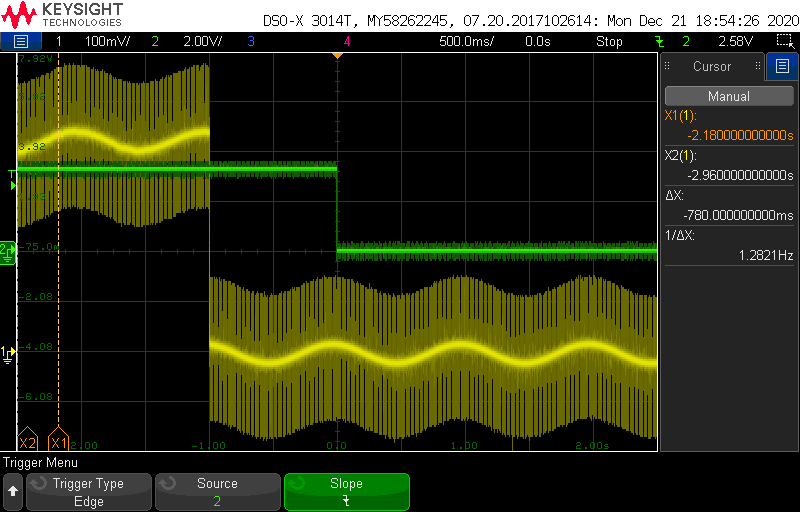 KEYSIGHT
TECHNOLOGIES
DSO-X 3014T, MY58262245, 07.20.2017102614: Mon Dec 21 18:54:26 2020
1 100mV/ 2 2.00V/ 3 4 500.0ms/ 0.0s Stop 2 2.58V
7.92V
3.92
-75.0m
-2.08
-4.08
-6.08
T
2
1
X2 X1 2.00 -1.00 0.00 1.00 2.00s
Cursor
Manual
X1(1):
-2.180000000000s
X2(1):
-2.960000000000s
ΔX:
-780.000000000ms
1/ΔX:
1.2821Hz
Trigger Menu
Trigger Type
Edge
Source
2
Slope